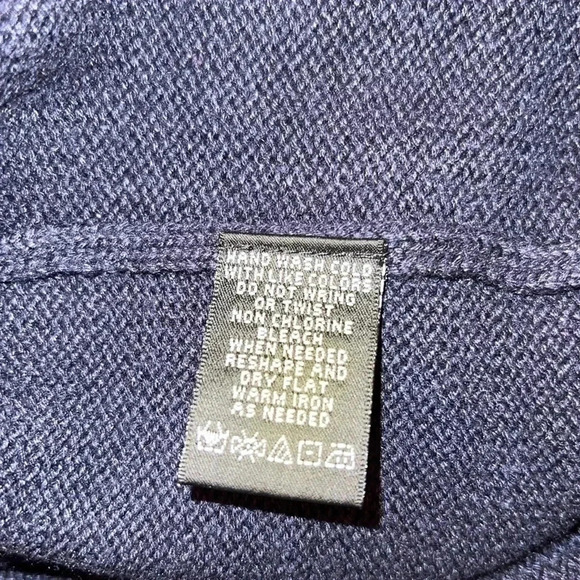 HAND WASH COLD
WITH LIKE COLORS
DO NOT WRING
OR TWIST
NON CHLORINE
BLEACH
WHEN NEEDED
RESHAPE AND
DRY FLAT
WARM IRON
AS NEEDED